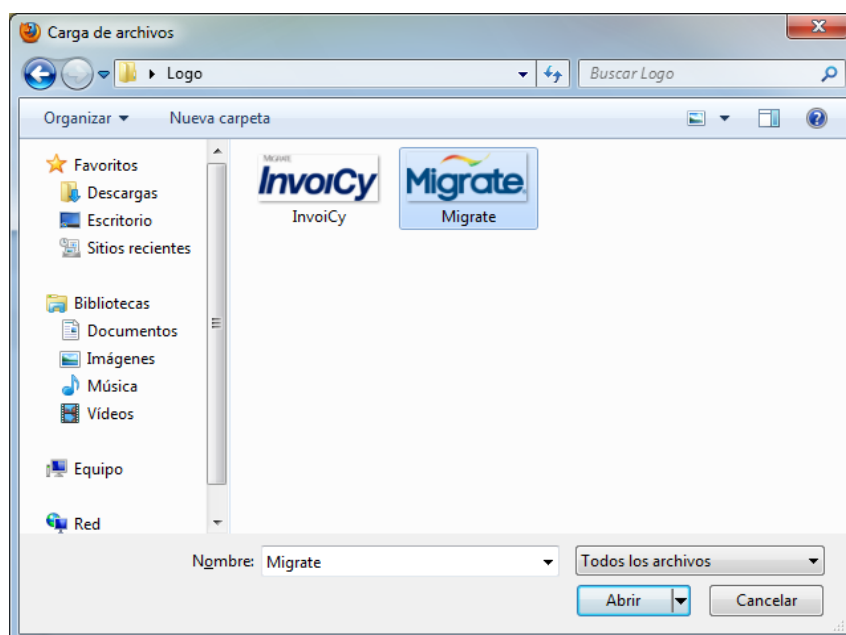 Carga de archivos
Logo
Buscar Logo
Organizar
Nueva carpeta
Favoritos
Descargas
Escritorio
Sitios recientes
Bibliotecas
Documentos
Imágenes
Música
Vídeos
Equipo
Red
MIGRATE
InvoiCy
InvoiCy
Migrate
Migrate
Nombre: Migrate
Todos los archivos
Abrir
Cancelar